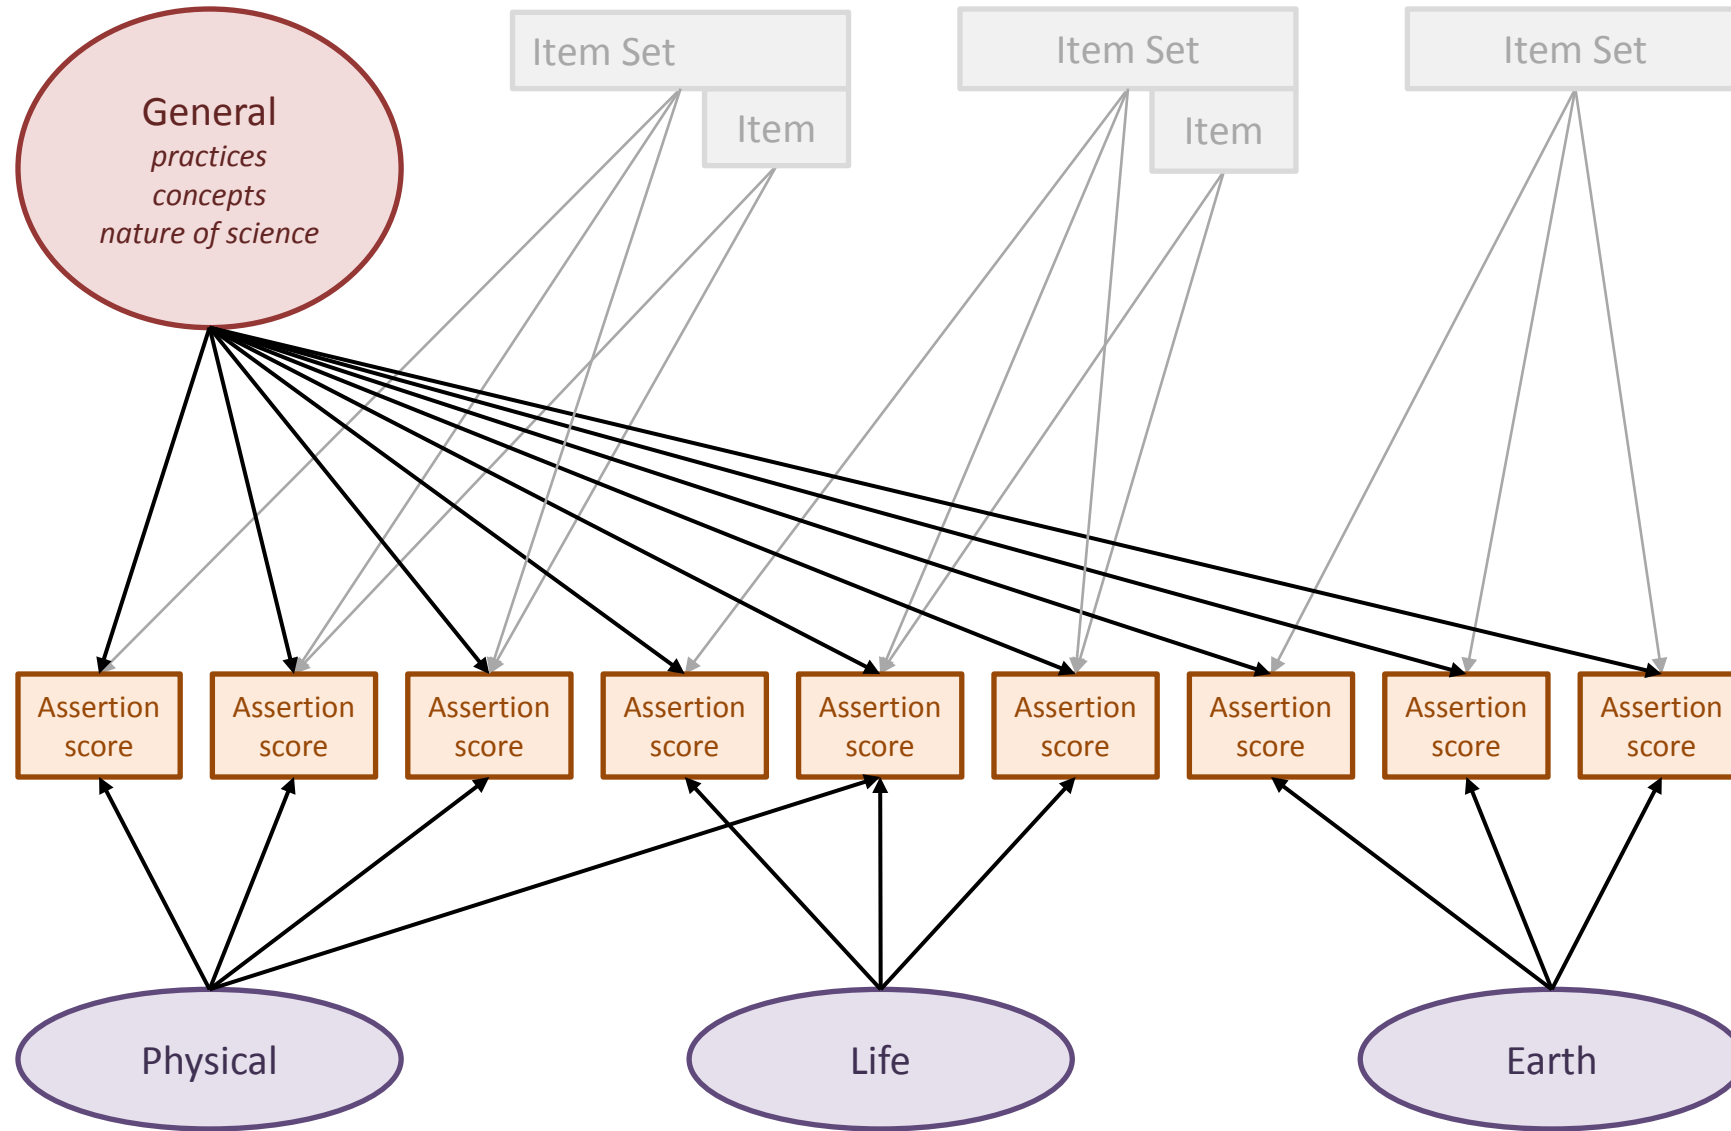 General
practices
concepts
nature of science
Item Set
Item
Item Set
Item
Item Set
Assertion
score
Assertion
score
Assertion
score
Assertion
score
Assertion
score
Assertion
score
Assertion
score
Assertion
score
Assertion
score
Physical
Life
Earth